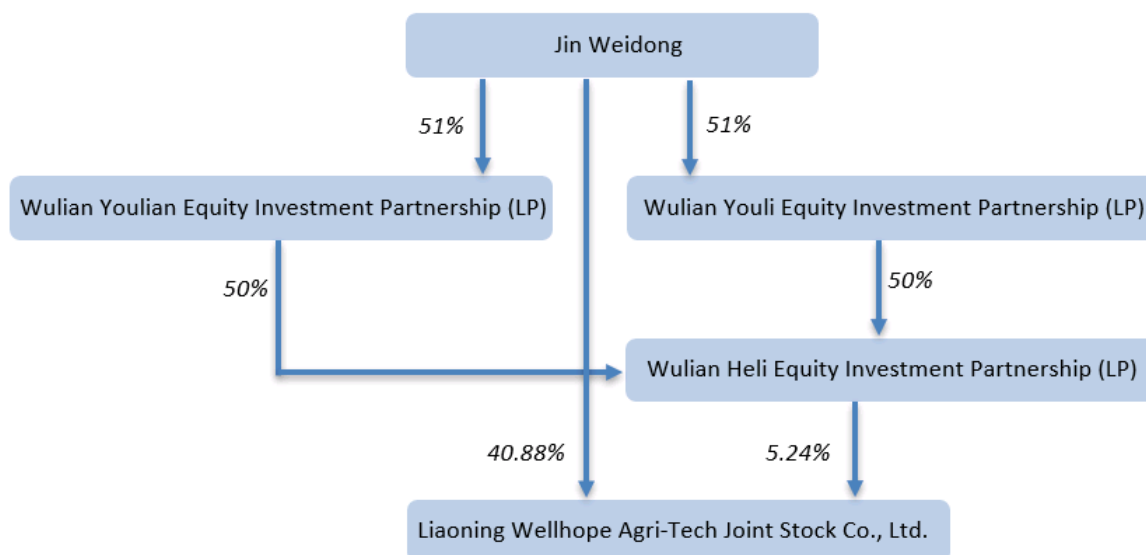 Jin Weidong
51%
51%
Wulian Youlian Equity Investment Partnership (LP)
Wulian Youli Equity Investment Partnership (LP)
50%
50%
Wulian Heli Equity Investment Partnership (LP)
40.88%
5.24%
Liaoning Wellhope Agri-Tech Joint Stock Co., Ltd.